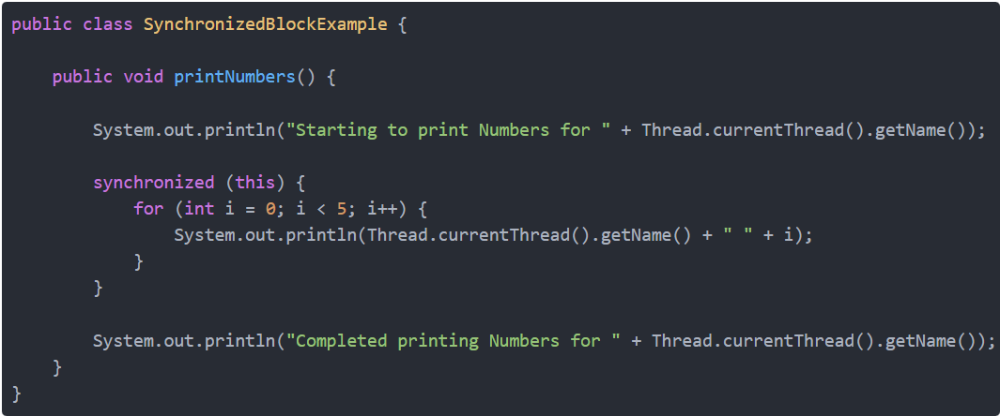 public class SynchronizedBlockExample {
    public void printNumbers() {
        System.out.println("Starting to print Numbers for " + Thread.currentThread().getName());
        synchronized (this) {
            for (int i = 0; i < 5; i++) {
                System.out.println(Thread.currentThread().getName() + " " + i);
            }
        }
        System.out.println("Completed printing Numbers for " + Thread.currentThread().getName());
    }
}